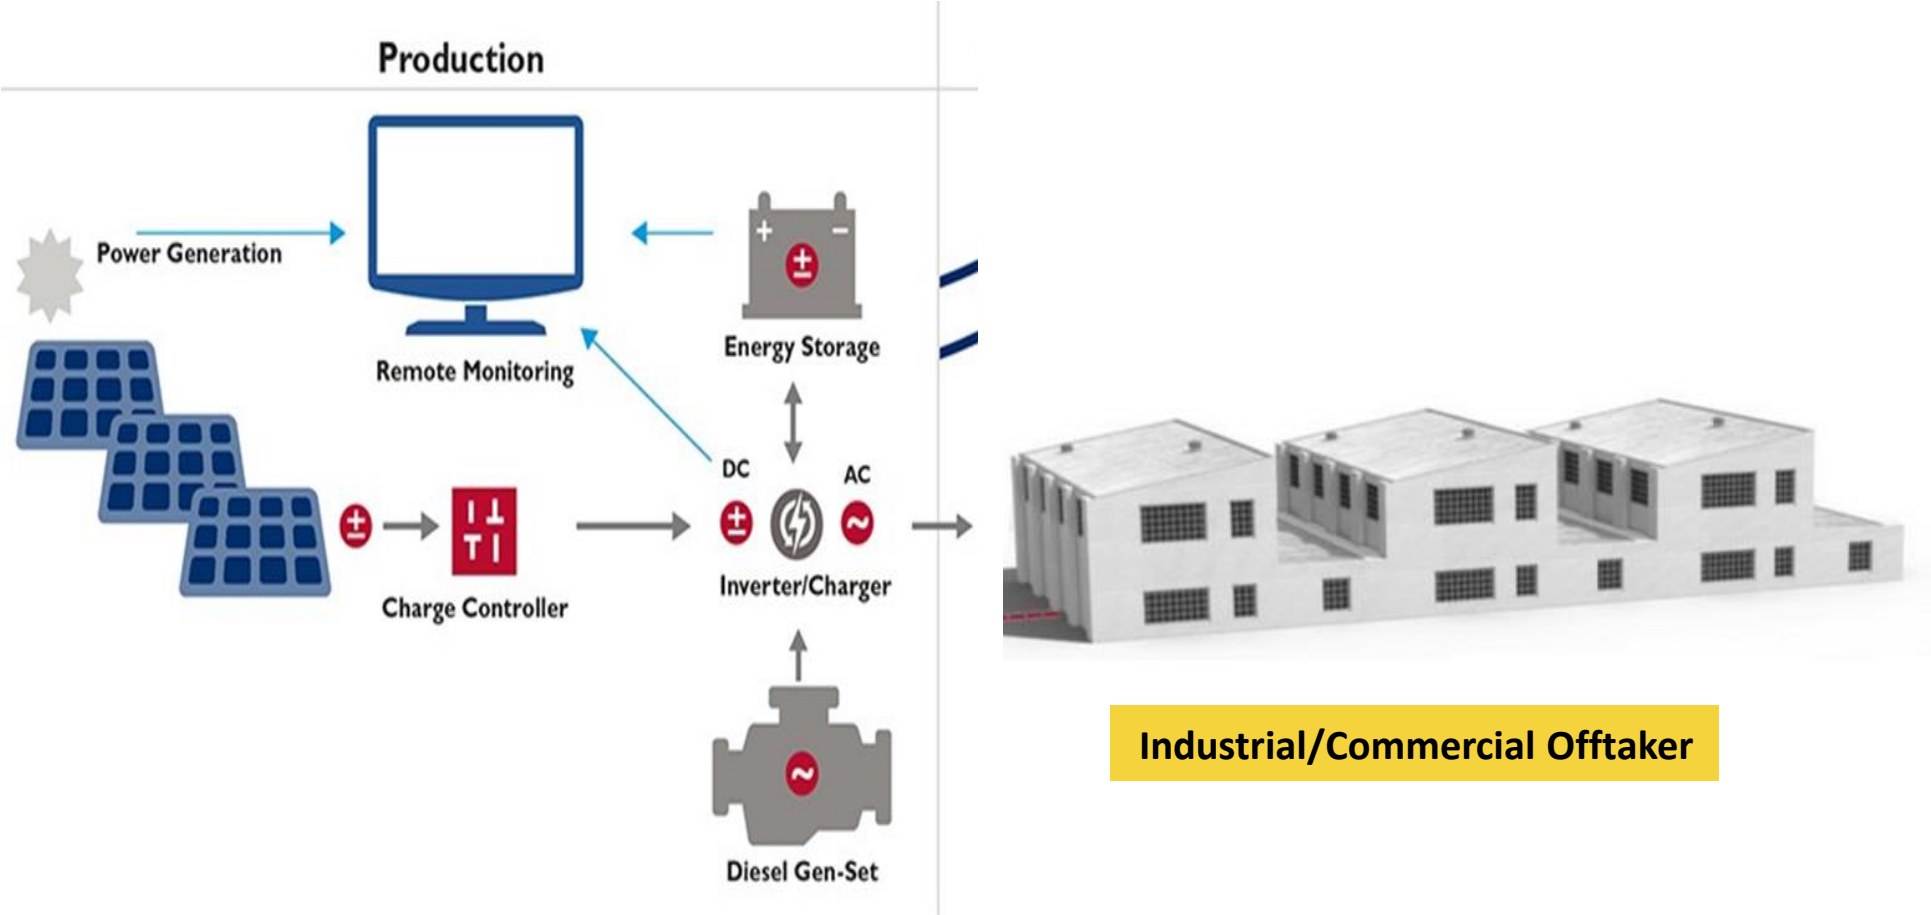 Production
Power Generation
Remote Monitoring
+ −
±
Energy Storage
DC
AC
±
±
~
Charge Controller
Inverter/Charger
~
Diesel Gen-Set
Industrial/Commercial Offtaker